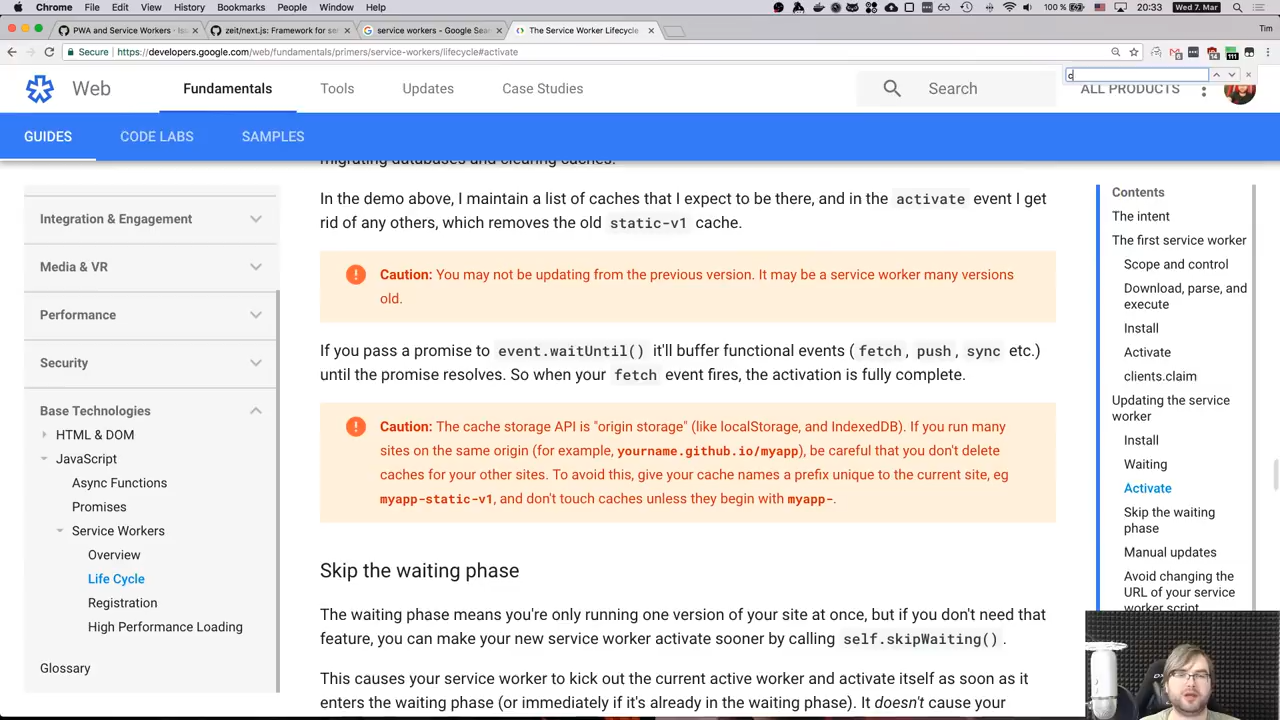 Chrome File Edit View History Bookmarks People Window Help 100 % 20:33 Wed 7. Mar
PWA and Service Workers - Iss zeit/next.js: Framework for ser service workers - Google Sear The Service Worker Lifecycle Tim
Secure https://developers.google.com/web/fundamentals/primers/service-workers/lifecycle#activate
c
Web Fundamentals Tools Updates Case Studies Search ALL PRODUCTS
GUIDES CODE LABS SAMPLES
migrating databases and clearing caches.
In the demo above, I maintain a list of caches that I expect to be there, and in the activate event I get
rid of any others, which removes the old static-v1 cache.
Caution: You may not be updating from the previous version. It may be a service worker many versions
old.
If you pass a promise to event.waitUntil() it'll buffer functional events ( fetch , push , sync etc.)
until the promise resolves. So when your fetch event fires, the activation is fully complete.
Caution: The cache storage API is "origin storage" (like localStorage, and IndexedDB). If you run many
sites on the same origin (for example, yourname.github.io/myapp), be careful that you don't delete
caches for your other sites. To avoid this, give your cache names a prefix unique to the current site, eg
myapp-static-v1, and don't touch caches unless they begin with myapp-.
Skip the waiting phase
The waiting phase means you're only running one version of your site at once, but if you don't need that
feature, you can make your new service worker activate sooner by calling self.skipWaiting() .
This causes your service worker to kick out the current active worker and activate itself as soon as it
enters the waiting phase (or immediately if it's already in the waiting phase). It doesn't cause your
Integration & Engagement
Media & VR
Performance
Security
Base Technologies
HTML & DOM
JavaScript
Async Functions
Promises
Service Workers
Overview
Life Cycle
Registration
High Performance Loading
Glossary
Contents
The intent
The first service worker
Scope and control
Download, parse, and
execute
Install
Activate
clients.claim
Updating the service
worker
Install
Waiting
Activate
Skip the waiting
phase
Manual updates
Avoid changing the
URL of your service
worker script